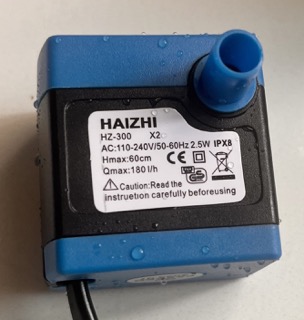 HAIZHI
HZ-300 X2
AC:110-240V/50-60Hz 2.5W IPX8
Hmax:60cm
Qmax:180l/h
Caution:Read the
instruetion carefully beforeusing